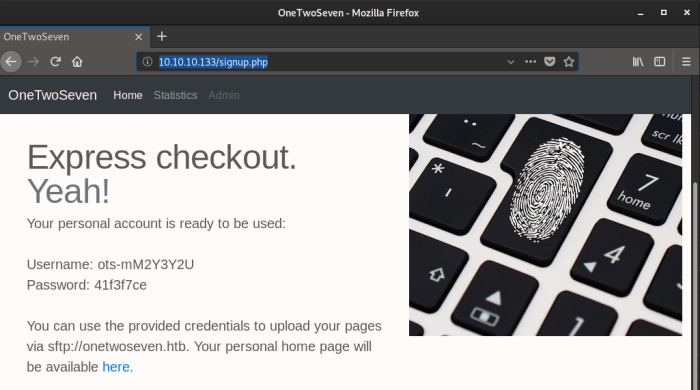 OneTwoSeven - Mozilla Firefox
OneTwoSeven
10.10.10.133/signup.php
OneTwoSeven Home Statistics Admin
Express checkout.
Yeah!
Your personal account is ready to be used:
Username: ots-mM2Y3Y2U
Password: 41f3f7ce
You can use the provided credentials to upload your pages
via sftp://onetwoseven.htb. Your personal home page will
be available here.
scr lk
7
home
4
1